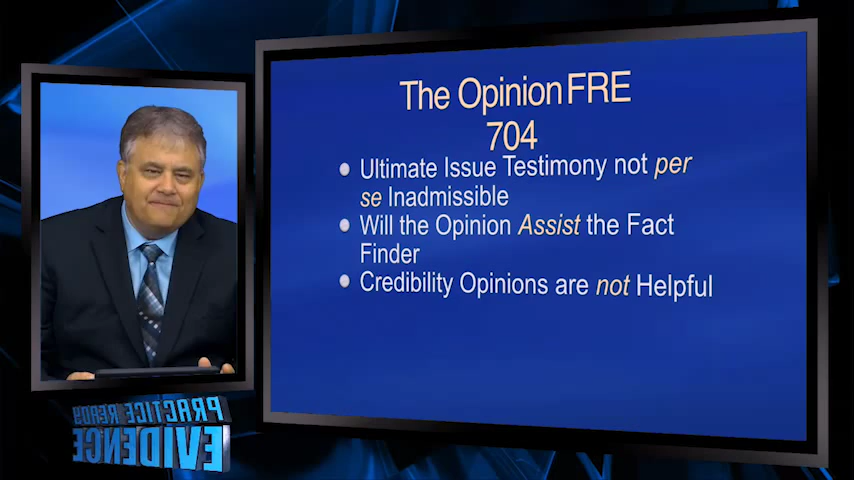 The Opinion FRE
704
Ultimate Issue Testimony not per
se Inadmissible
Will the Opinion Assist the Fact
Finder
Credibility Opinions are not Helpful
PRACTICE READY
EVIDENCE